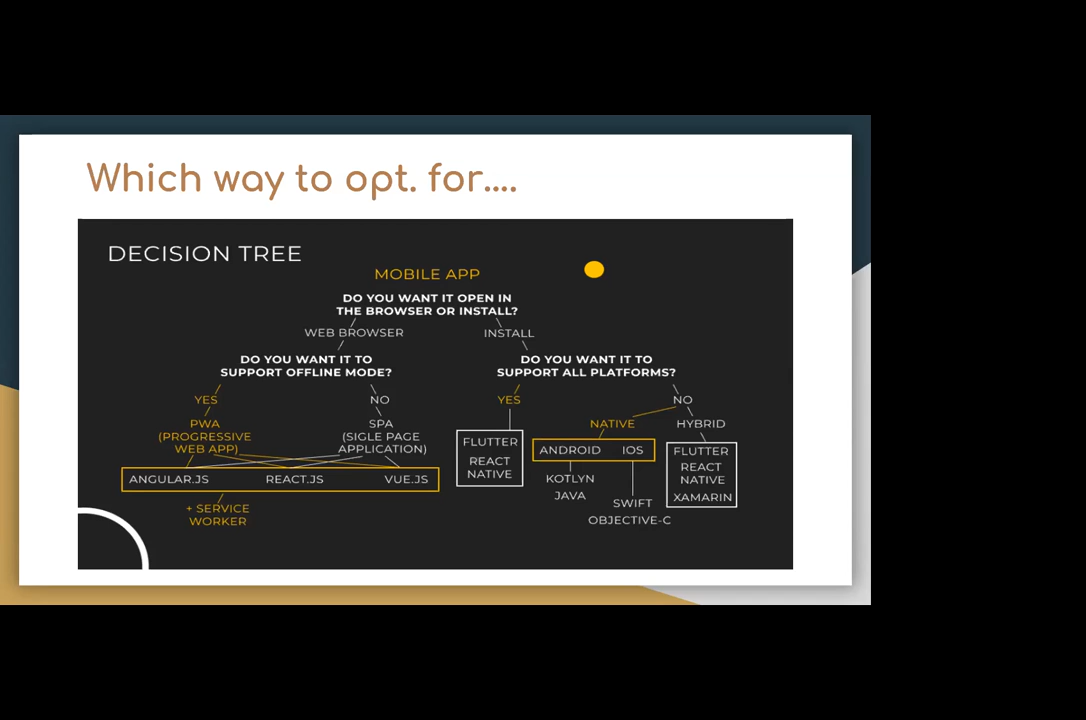 Which way to opt. for....
DECISION TREE
MOBILE APP
DO YOU WANT IT OPEN IN
THE BROWSER OR INSTALL?
WEB BROWSER
INSTALL
DO YOU WANT IT TO
SUPPORT OFFLINE MODE?
DO YOU WANT IT TO
SUPPORT ALL PLATFORMS?
YES
NO
YES
NO
PWA
(PROGRESSIVE
WEB APP)
SPA
(SIGLE PAGE
APPLICATION)
NATIVE
HYBRID
ANGULAR.JS
REACT.JS
VUE.JS
+ SERVICE
WORKER
FLUTTER
REACT
NATIVE
ANDROID
IOS
KOTLYN
JAVA
SWIFT
OBJECTIVE-C
FLUTTER
REACT
NATIVE
XAMARIN